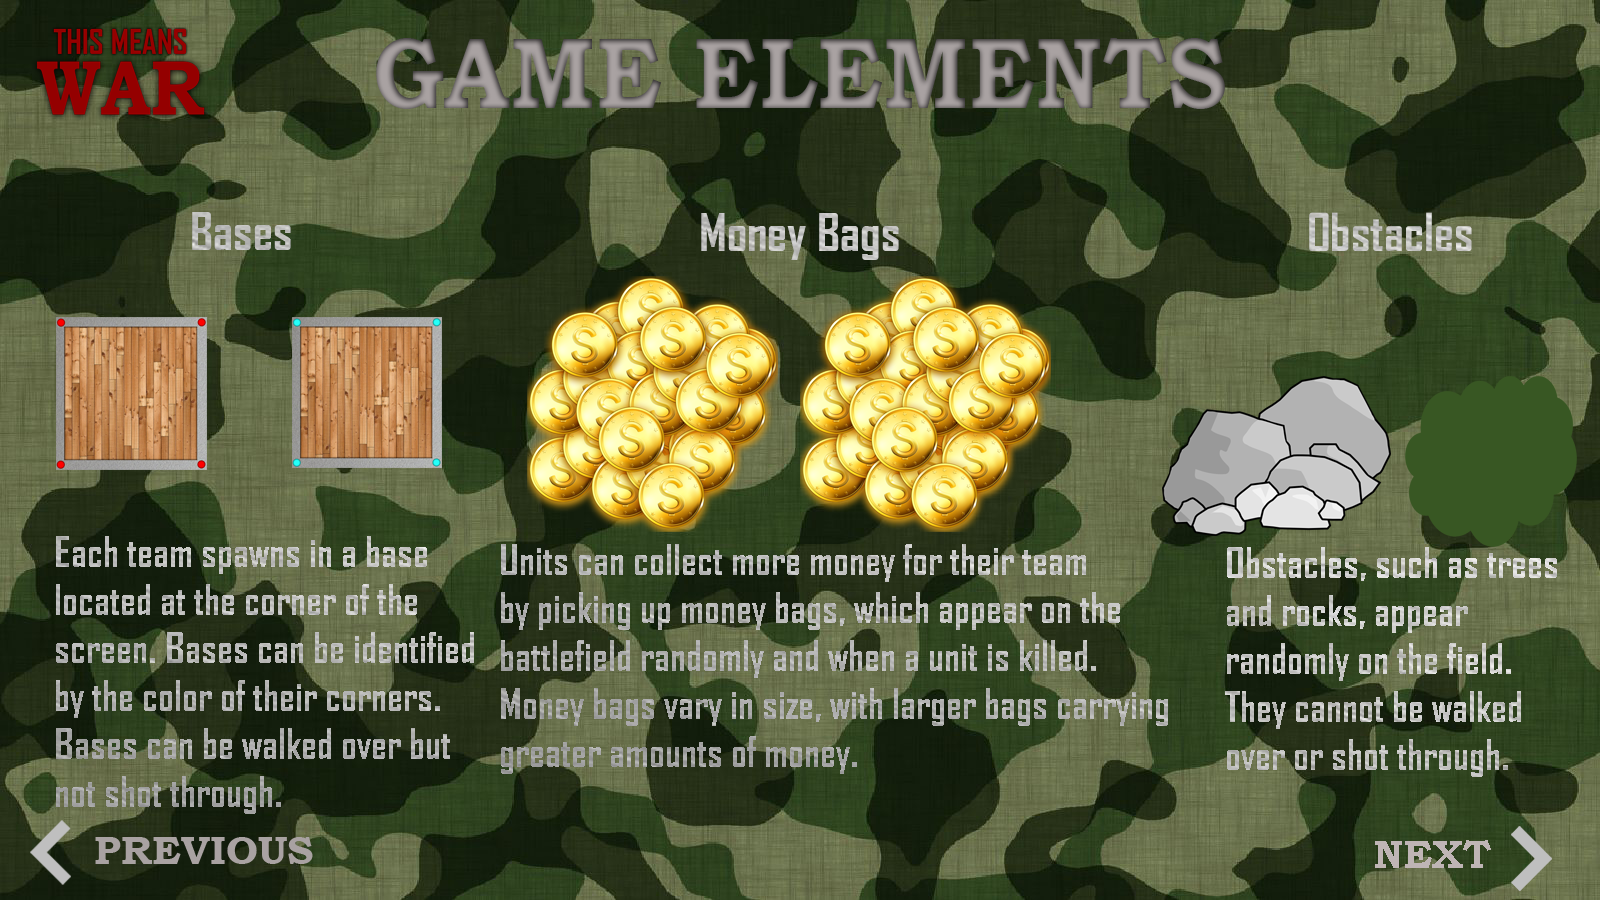 THIS MEANS
WAR
GAME ELEMENTS
Bases
Each team spawns in a base
located at the corner of the
screen. Bases can be identified
by the color of their corners.
Bases can be walked over but
not shot through.
Money Bags
Units can collect more money for their team
by picking up money bags, which appear on the
battlefield randomly and when a unit is killed.
Money bags vary in size, with larger bags carrying
greater amounts of money.
Obstacles
Obstacles, such as trees
and rocks, appear
randomly on the field.
They cannot be walked
over or shot through.
PREVIOUS
NEXT